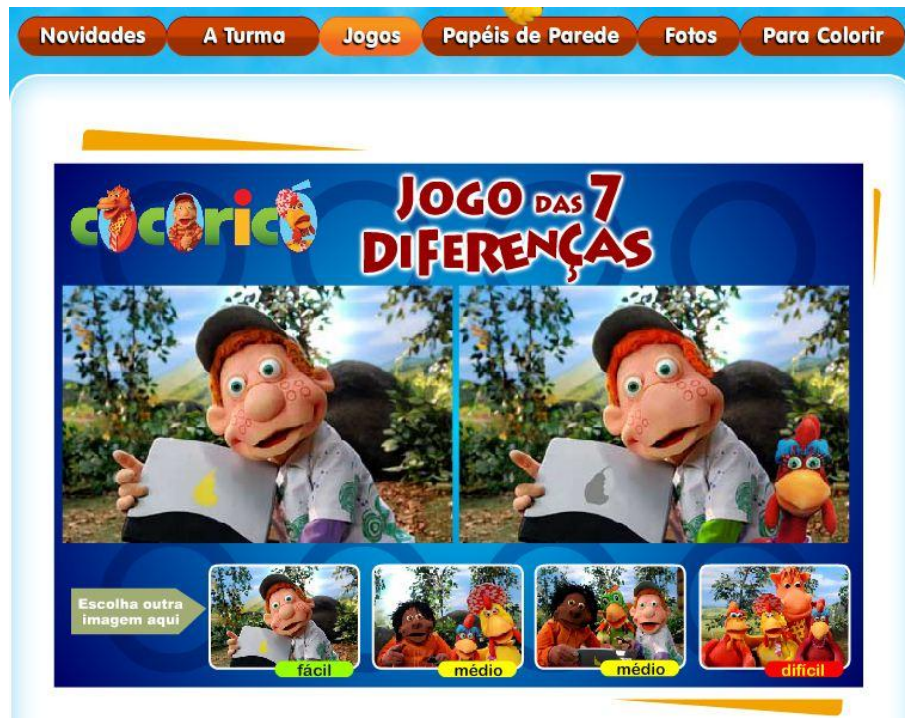 Novidades A Turma Jogos Papéis de Parede Fotos Para Colorir
cocoricó
JOGO DAS 7
DIFERENÇAS
Escolha outra
imagem aqui
fácil médio médio difícil